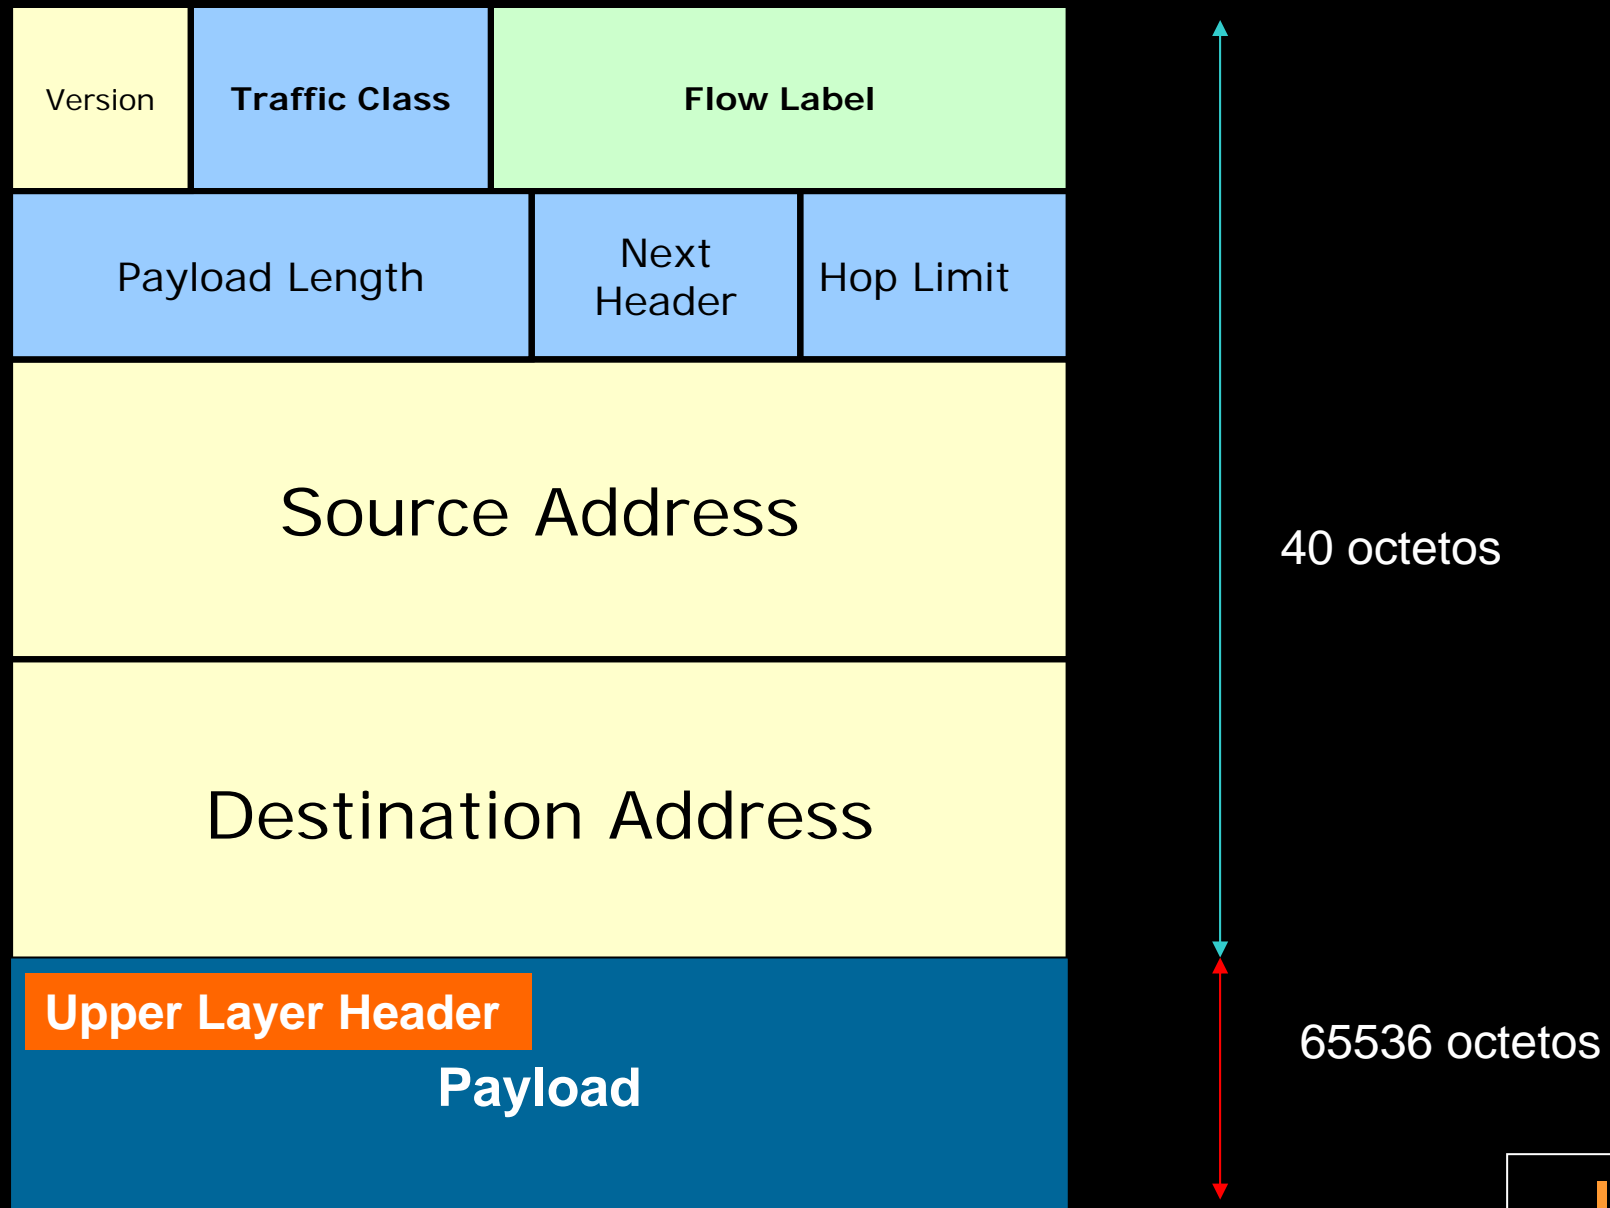 Version
Traffic Class
Flow Label
Payload Length
Next
Header
Hop Limit
Source Address
40 octetos
Destination Address
Upper Layer Header
65536 octetos
Payload